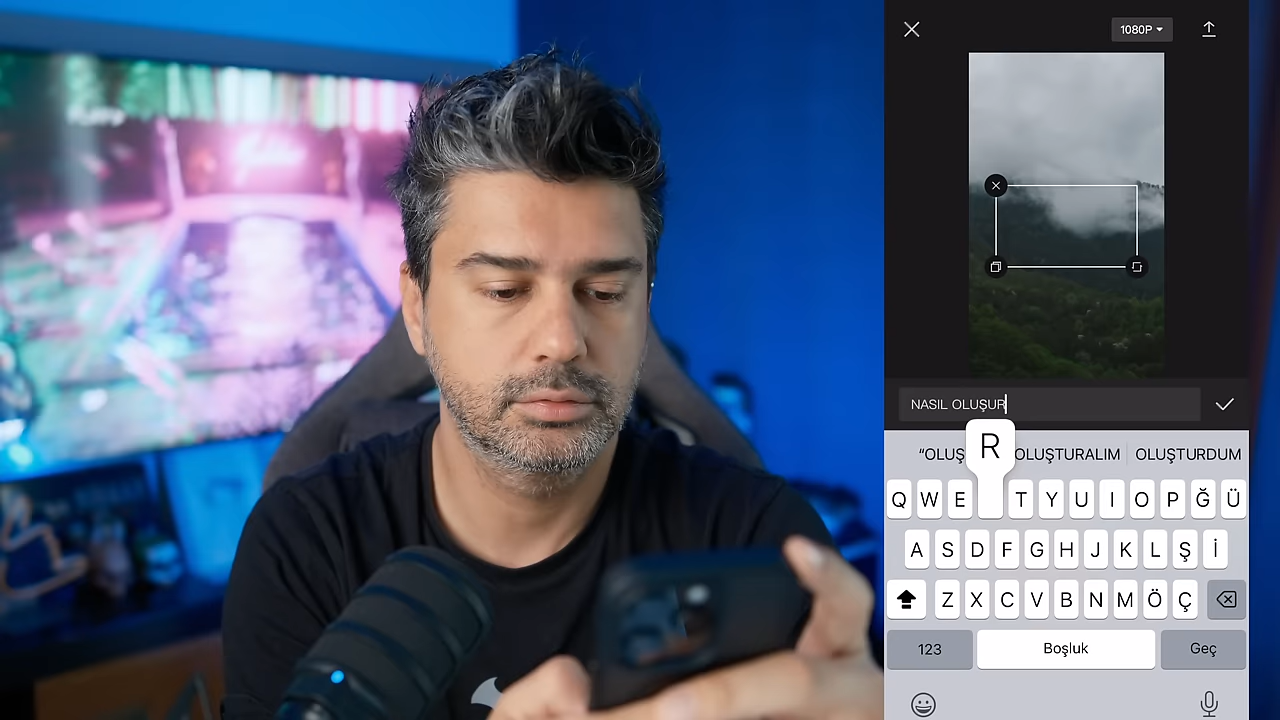 1080P
NASIL OLUŞUR
“OLUŞ
R
OLUŞTURALIM
OLUŞTURDUM
Q W E T Y U I O P Ğ Ü
A S D F G H J K L Ş İ
Z X C V B N M Ö Ç
123 Boşluk Geç